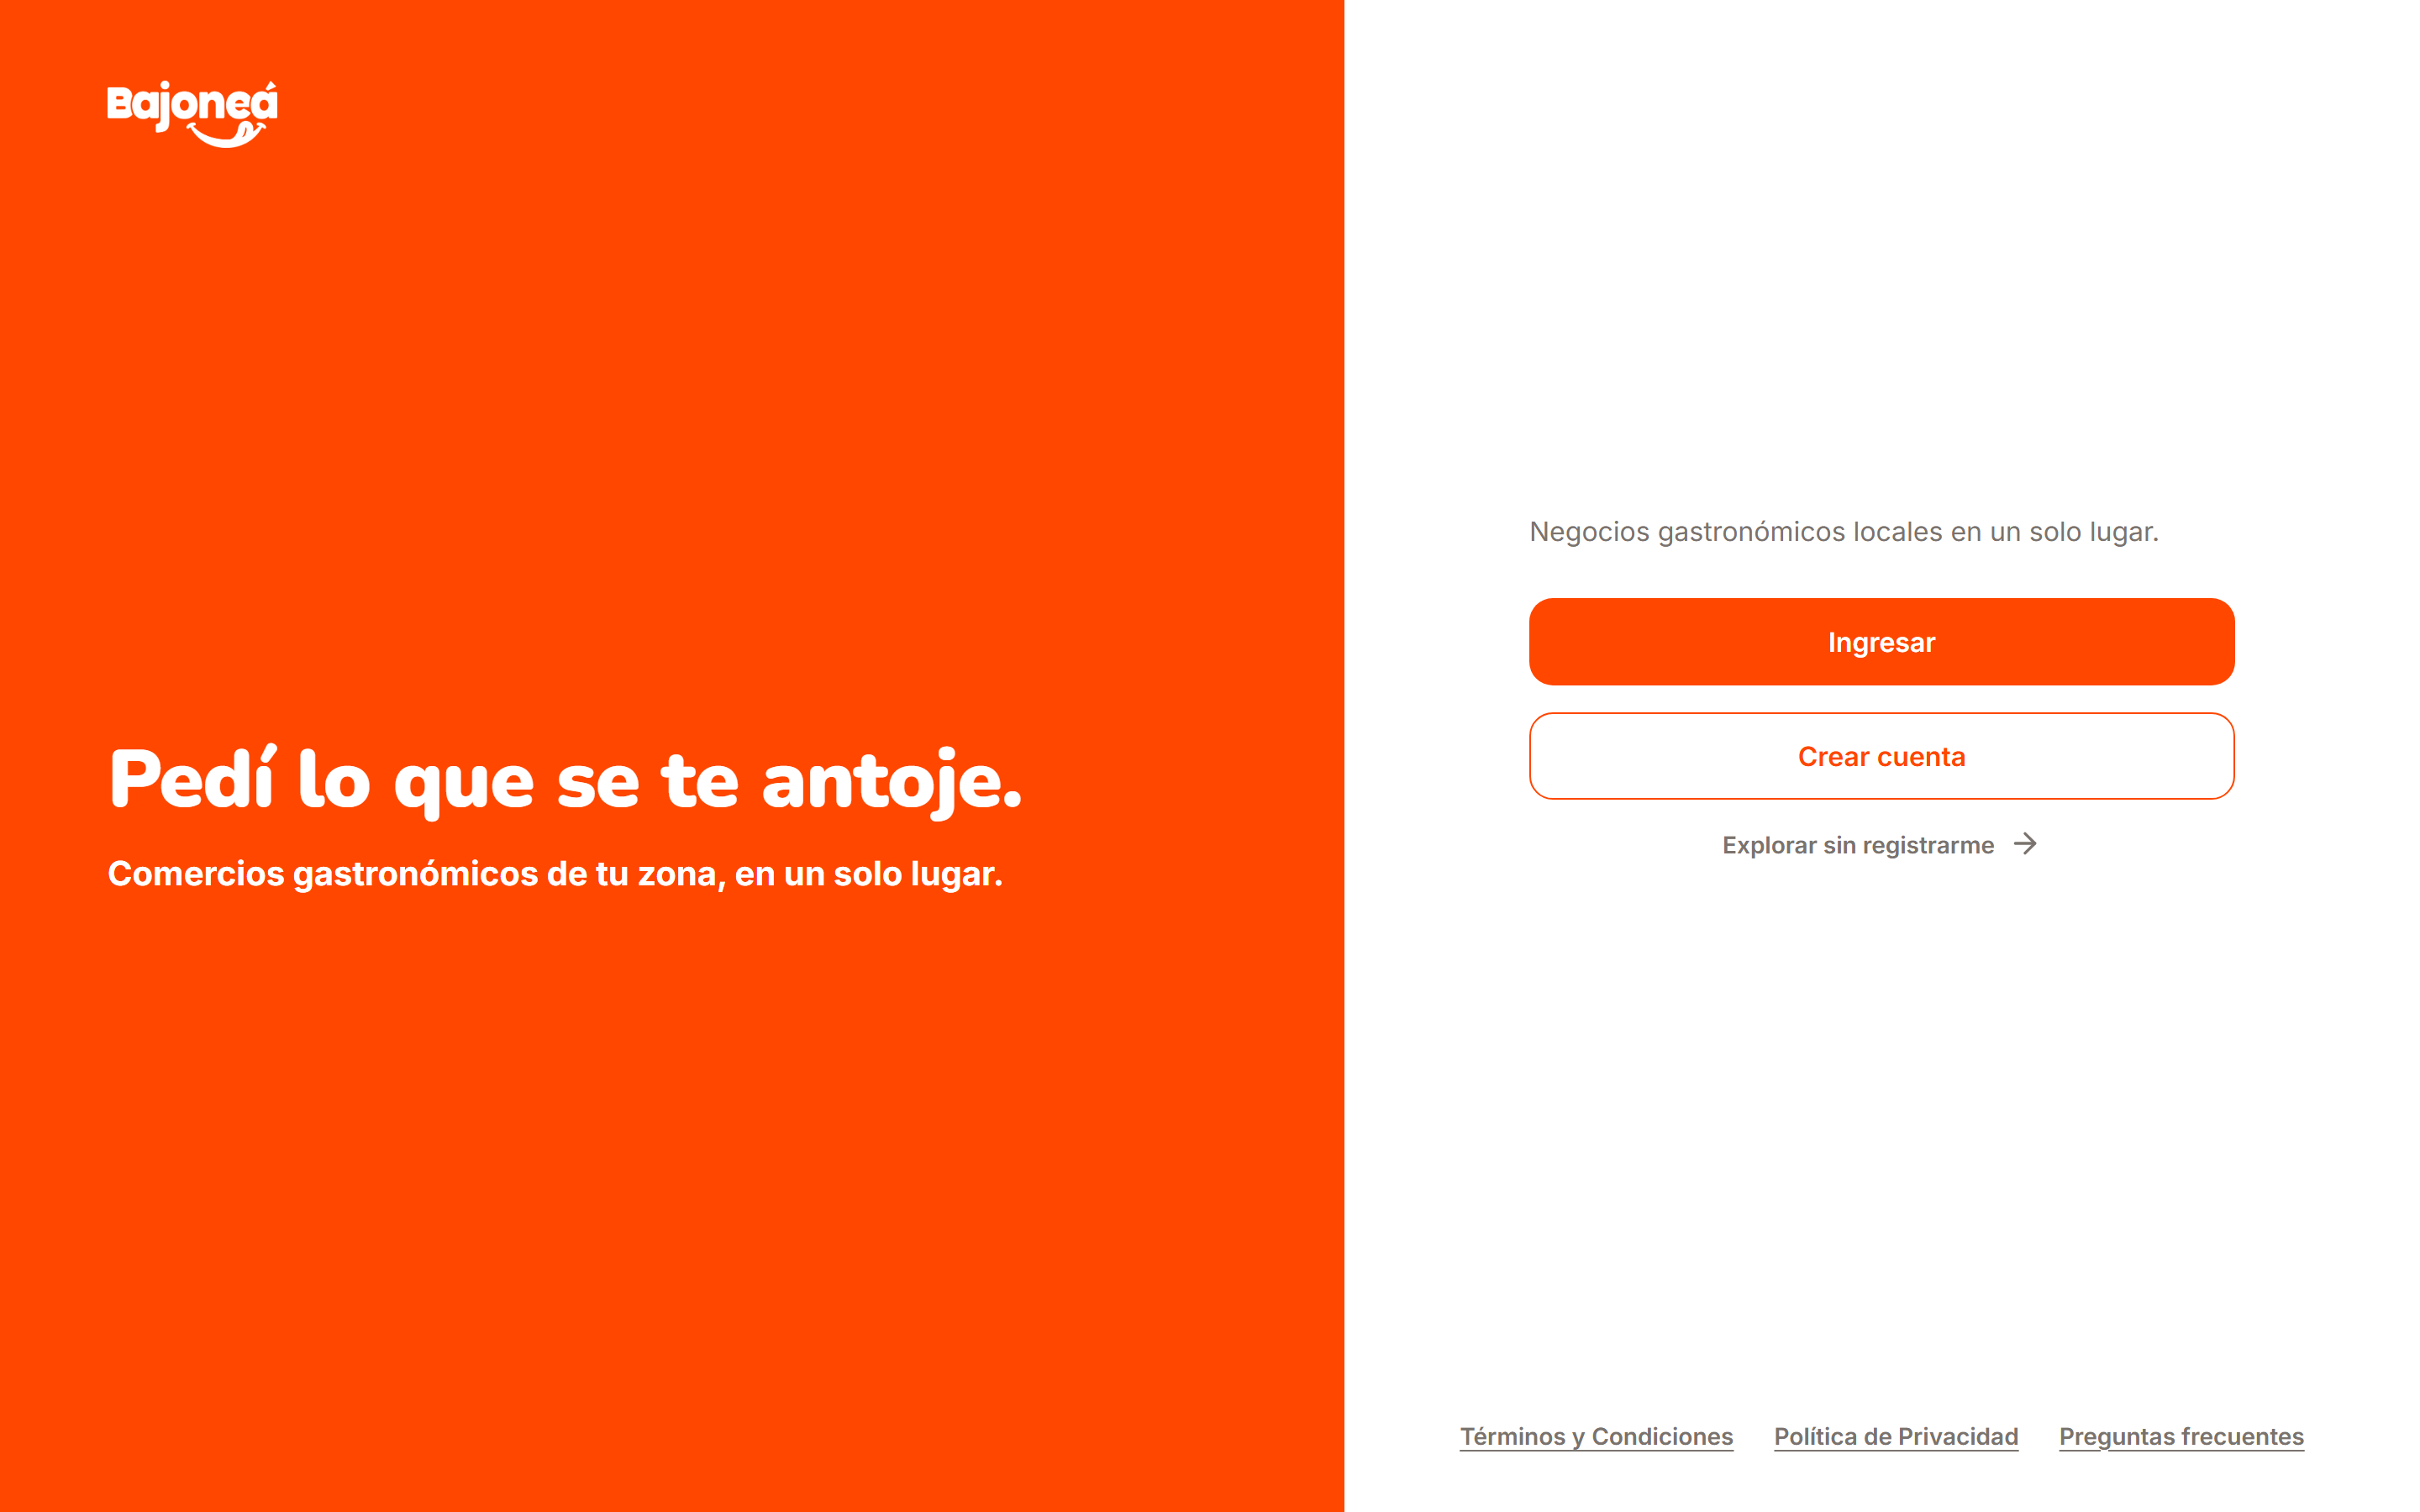 Bajoneá
Pedí lo que se te antoje.
Comercios gastronómicos de tu zona, en un solo lugar.
Negocios gastronómicos locales en un solo lugar.
Ingresar
Crear cuenta
Explorar sin registrarme
Términos y Condiciones
Política de Privacidad
Preguntas frecuentes